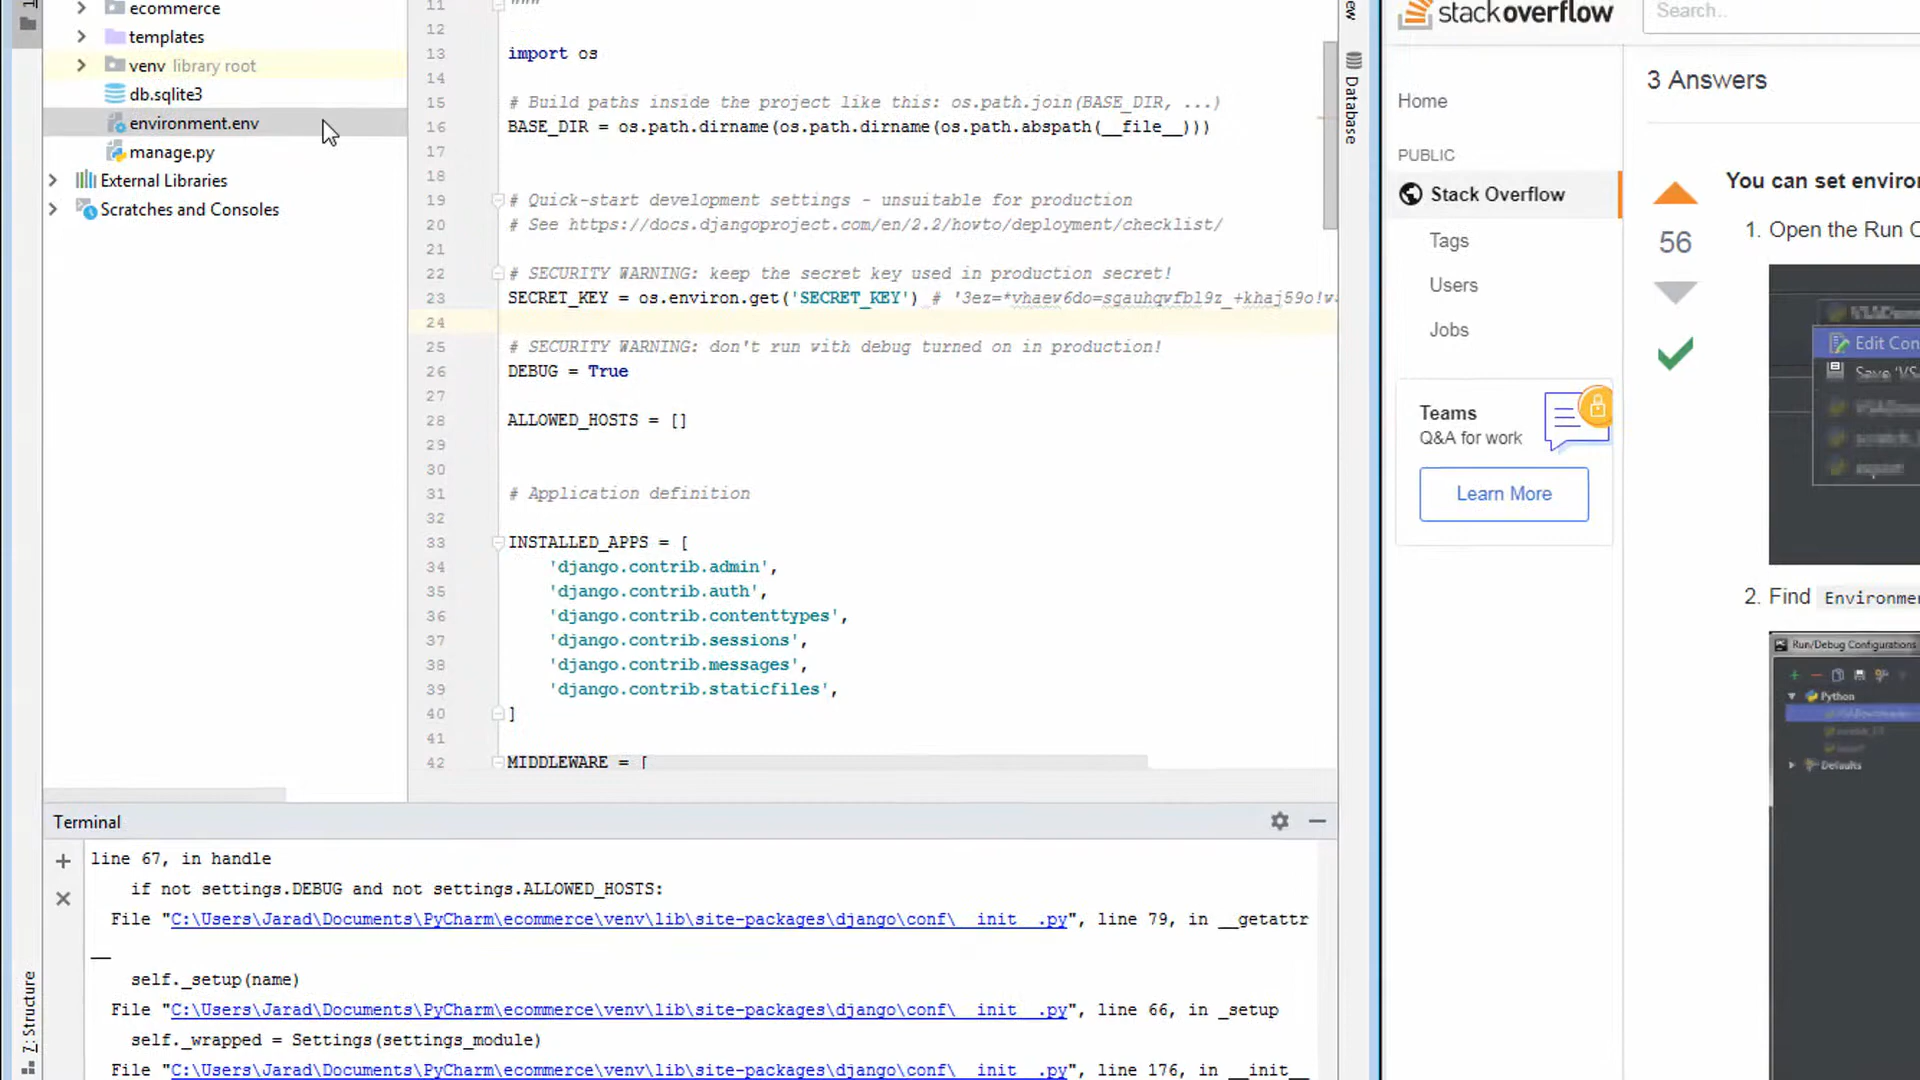 ecommerce
templates
venv library root
db.sqlite3
environment.env
manage.py
External Libraries
Scratches and Consoles
Z: Structure
11 """
12
13 import os
14
15 # Build paths inside the project like this: os.path.join(BASE_DIR, ...)
16 BASE_DIR = os.path.dirname(os.path.dirname(os.path.abspath(__file__)))
17
18
19 # Quick-start development settings - unsuitable for production
20 # See https://docs.djangoproject.com/en/2.2/howto/deployment/checklist/
21
22 # SECURITY WARNING: keep the secret key used in production secret!
23 SECRET_KEY = os.environ.get('SECRET_KEY') # '3ez=*vhaev6do=sgauhqvfbl9z_+khaj59o!w
24
25 # SECURITY WARNING: don't run with debug turned on in production!
26 DEBUG = True
27
28 ALLOWED_HOSTS = []
29
30
31 # Application definition
32
33 INSTALLED_APPS = [
34 'django.contrib.admin',
35 'django.contrib.auth',
36 'django.contrib.contenttypes',
37 'django.contrib.sessions',
38 'django.contrib.messages',
39 'django.contrib.staticfiles',
40 ]
41
42 MIDDLEWARE = [
Database
Terminal
line 67, in handle
if not settings.DEBUG and not settings.ALLOWED_HOSTS:
File "C:\Users\Jarad\Documents\PyCharm\ecommerce\venv\lib\site-packages\django\conf\__init__.py", line 79, in __getattr
__
self._setup(name)
File "C:\Users\Jarad\Documents\PyCharm\ecommerce\venv\lib\site-packages\django\conf\__init__.py", line 66, in _setup
self._wrapped = Settings(settings_module)
File "C:\Users\Jarad\Documents\PyCharm\ecommerce\venv\lib\site-packages\django\conf\__init__.py", line 176, in __init__
stackoverflow
Search..
Home
PUBLIC
Stack Overflow
Tags
Users
Jobs
Teams
Q&A for work
Learn More
3 Answers
56
You can set enviro
1. Open the Run C
Edit Con
Save 'VS
2. Find Environme
Run/Debug Configurations
Python
Defaults